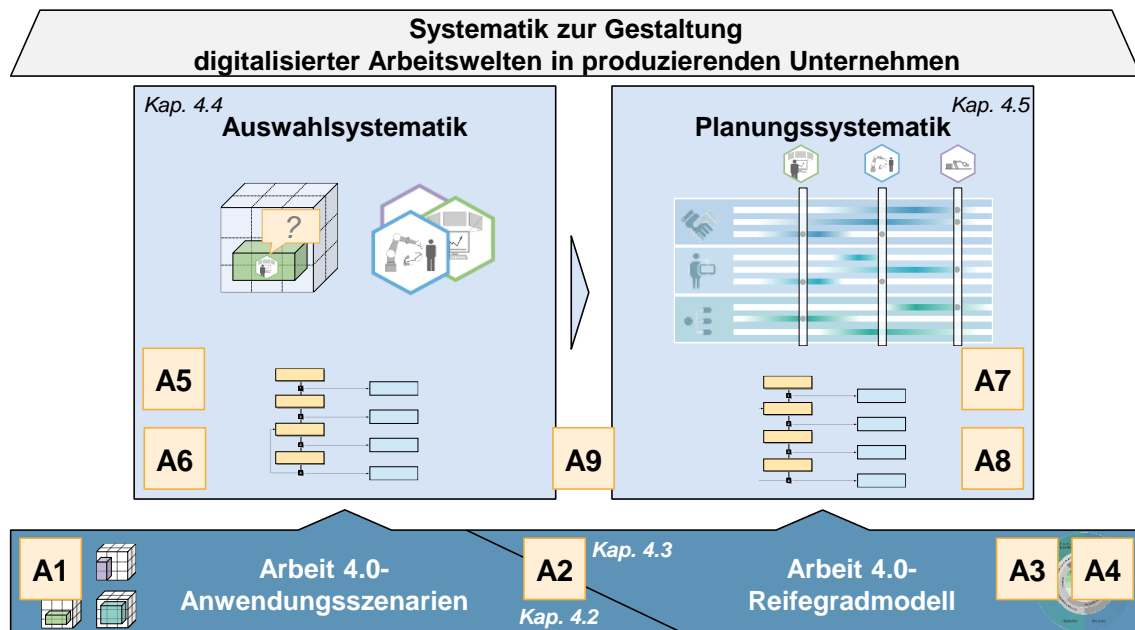 Systematik zur Gestaltung
digitalisierter Arbeitswelten in produzierenden Unternehmen
Kap. 4.4
Auswahlsystematik
?
A5
A6
Kap. 4.5
Planungssystematik
A7
A8
A9
A1
Arbeit 4.0-
Anwendungsszenarien
A2
Kap. 4.3
Kap. 4.2
Arbeit 4.0-
Reifegradmodell
A3
A4